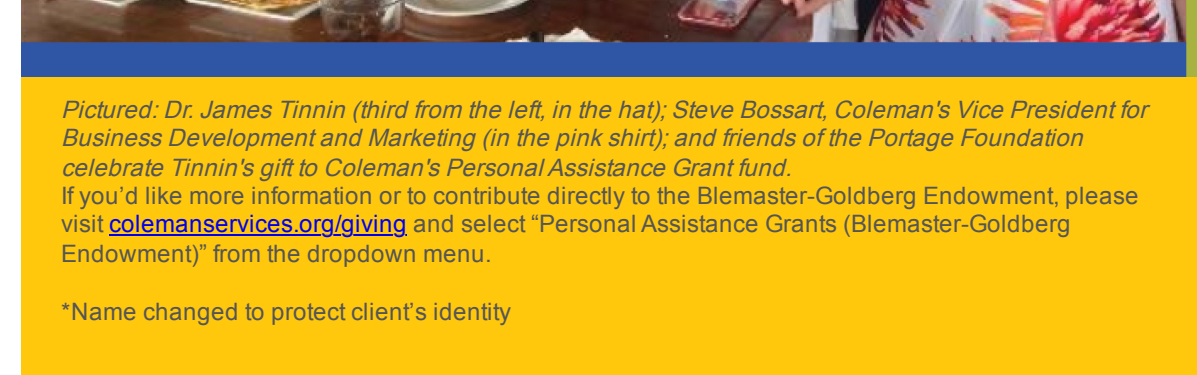 Pictured: Dr. James Tinnin (third from the left, in the hat); Steve Bossart, Coleman's Vice President for
Business Development and Marketing (in the pink shirt); and friends of the Portage Foundation
celebrate Tinnin's gift to Coleman's Personal Assistance Grant fund.
If you’d like more information or to contribute directly to the Blemaster-Goldberg Endowment, please
visit colemanservices.org/giving and select “Personal Assistance Grants (Blemaster-Goldberg
Endowment)” from the dropdown menu.
*Name changed to protect client’s identity